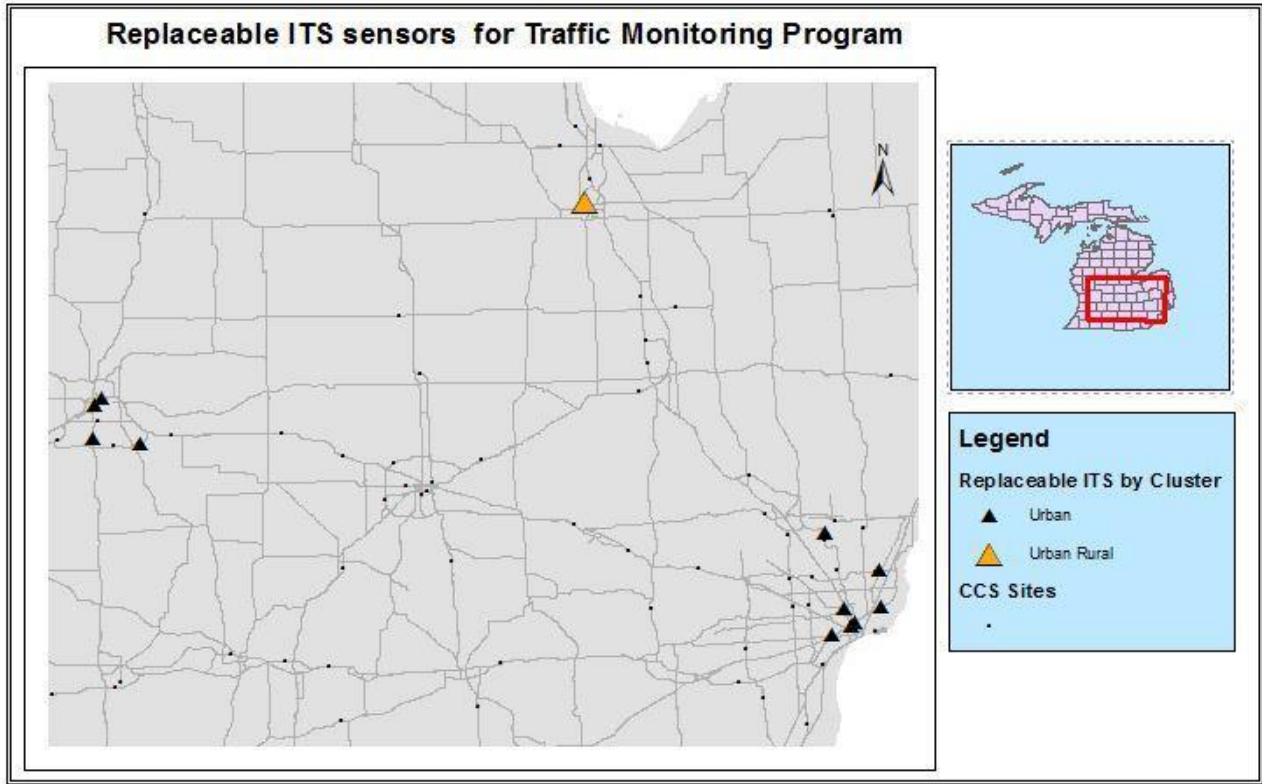 Replaceable ITS sensors for Traffic Monitoring Program
N
Legend
Replaceable ITS by Cluster
Urban
Urban Rural
CCS Sites